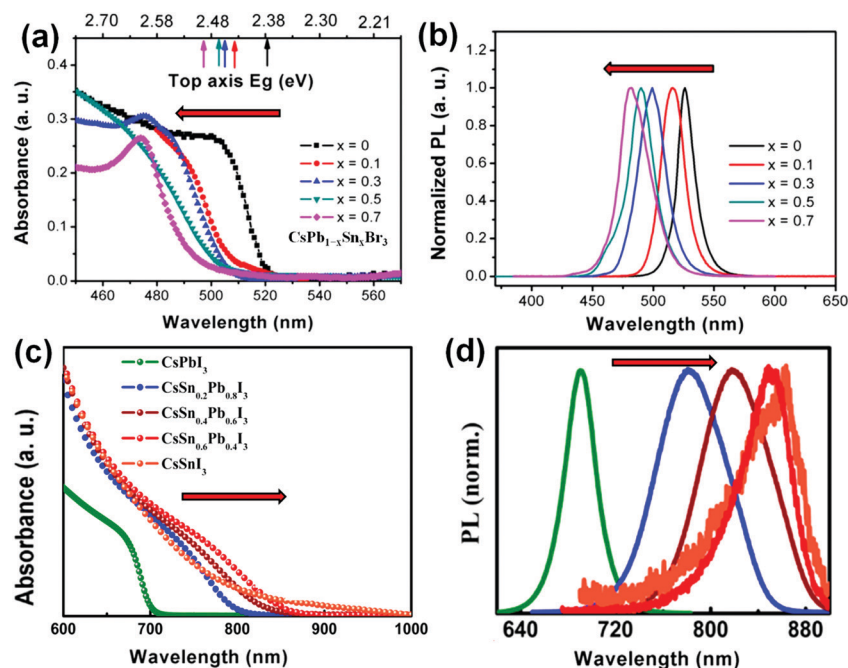 2.70 2.58 2.48 2.38 2.30 2.21
(a)
Top axis Eg (eV)
Absorbance (a. u.)
0.4
0.3
0.2
0.1
0.0
x = 0
x = 0.1
x = 0.3
x = 0.5
x = 0.7
CsPb1−xSnxBr3
460 480 500 520 540 560
Wavelength (nm)
(b)
Normalized PL (a. u.)
1.2
1.0
0.8
0.6
0.4
0.2
0.0
x = 0
x = 0.1
x = 0.3
x = 0.5
x = 0.7
400 450 500 550 600 650
Wavelength (nm)
(c)
Absorbance (a. u.)
CsPbI3
CsSn0.2Pb0.8I3
CsSn0.4Pb0.6I3
CsSn0.6Pb0.4I3
CsSnI3
600 700 800 900 1000
Wavelength (nm)
(d)
PL (norm.)
640 720 800 880
Wavelength (nm)